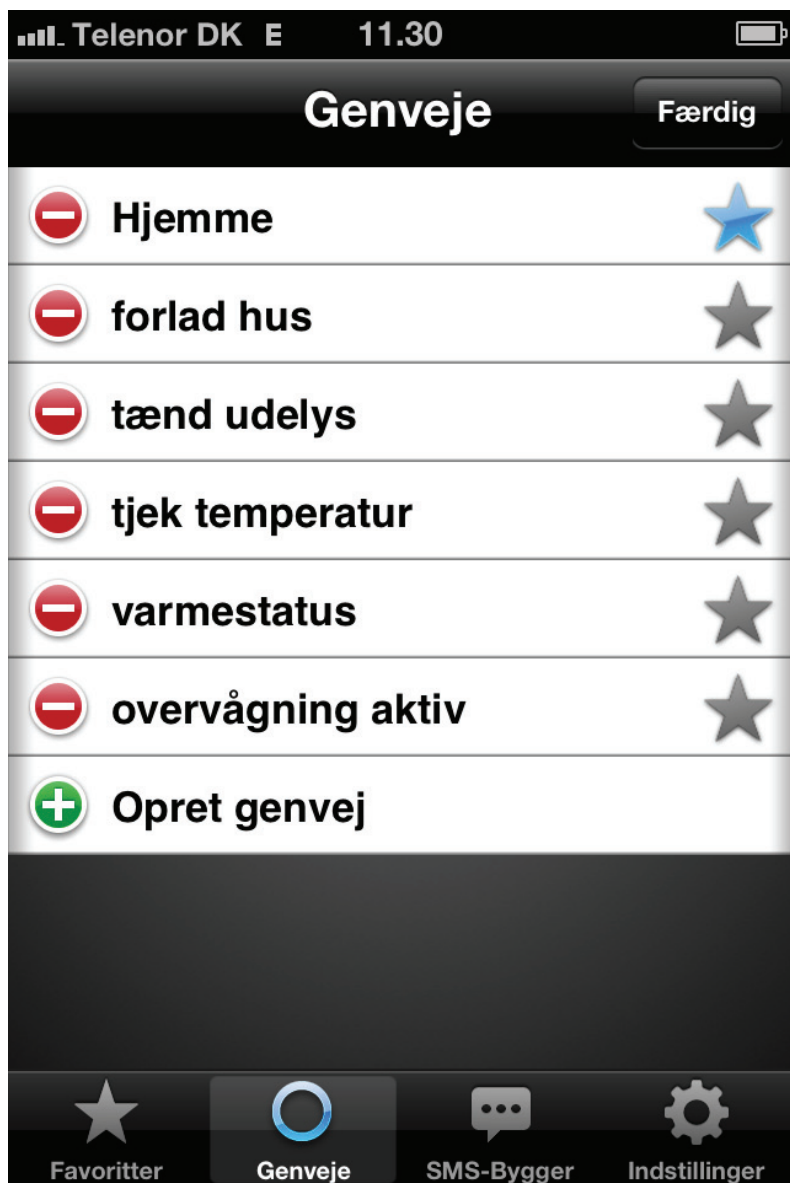 Telenor DK E 11.30
Genveje Færdig
Hjemme
forlad hus
tænd udelys
tjek temperatur
varmestatus
overvågning aktiv
Opret genvej
Favoritter Genveje SMS-Bygger Indstillinger